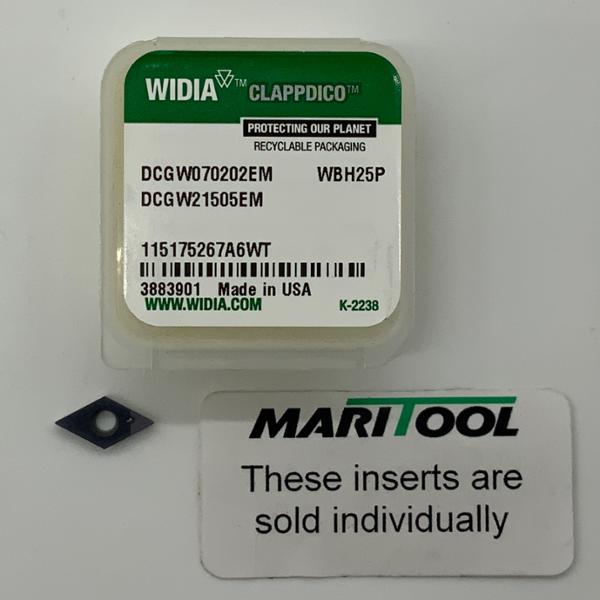 WIDIA™ CLAPPDICO™
PROTECTING OUR PLANET
RECYCLABLE PACKAGING
DCGW070202EM WBH25P
DCGW21505EM
115175267A6WT
3883901 Made in USA
WWW.WIDIA.COM K-2238
MARITOOL
These inserts are
sold individually